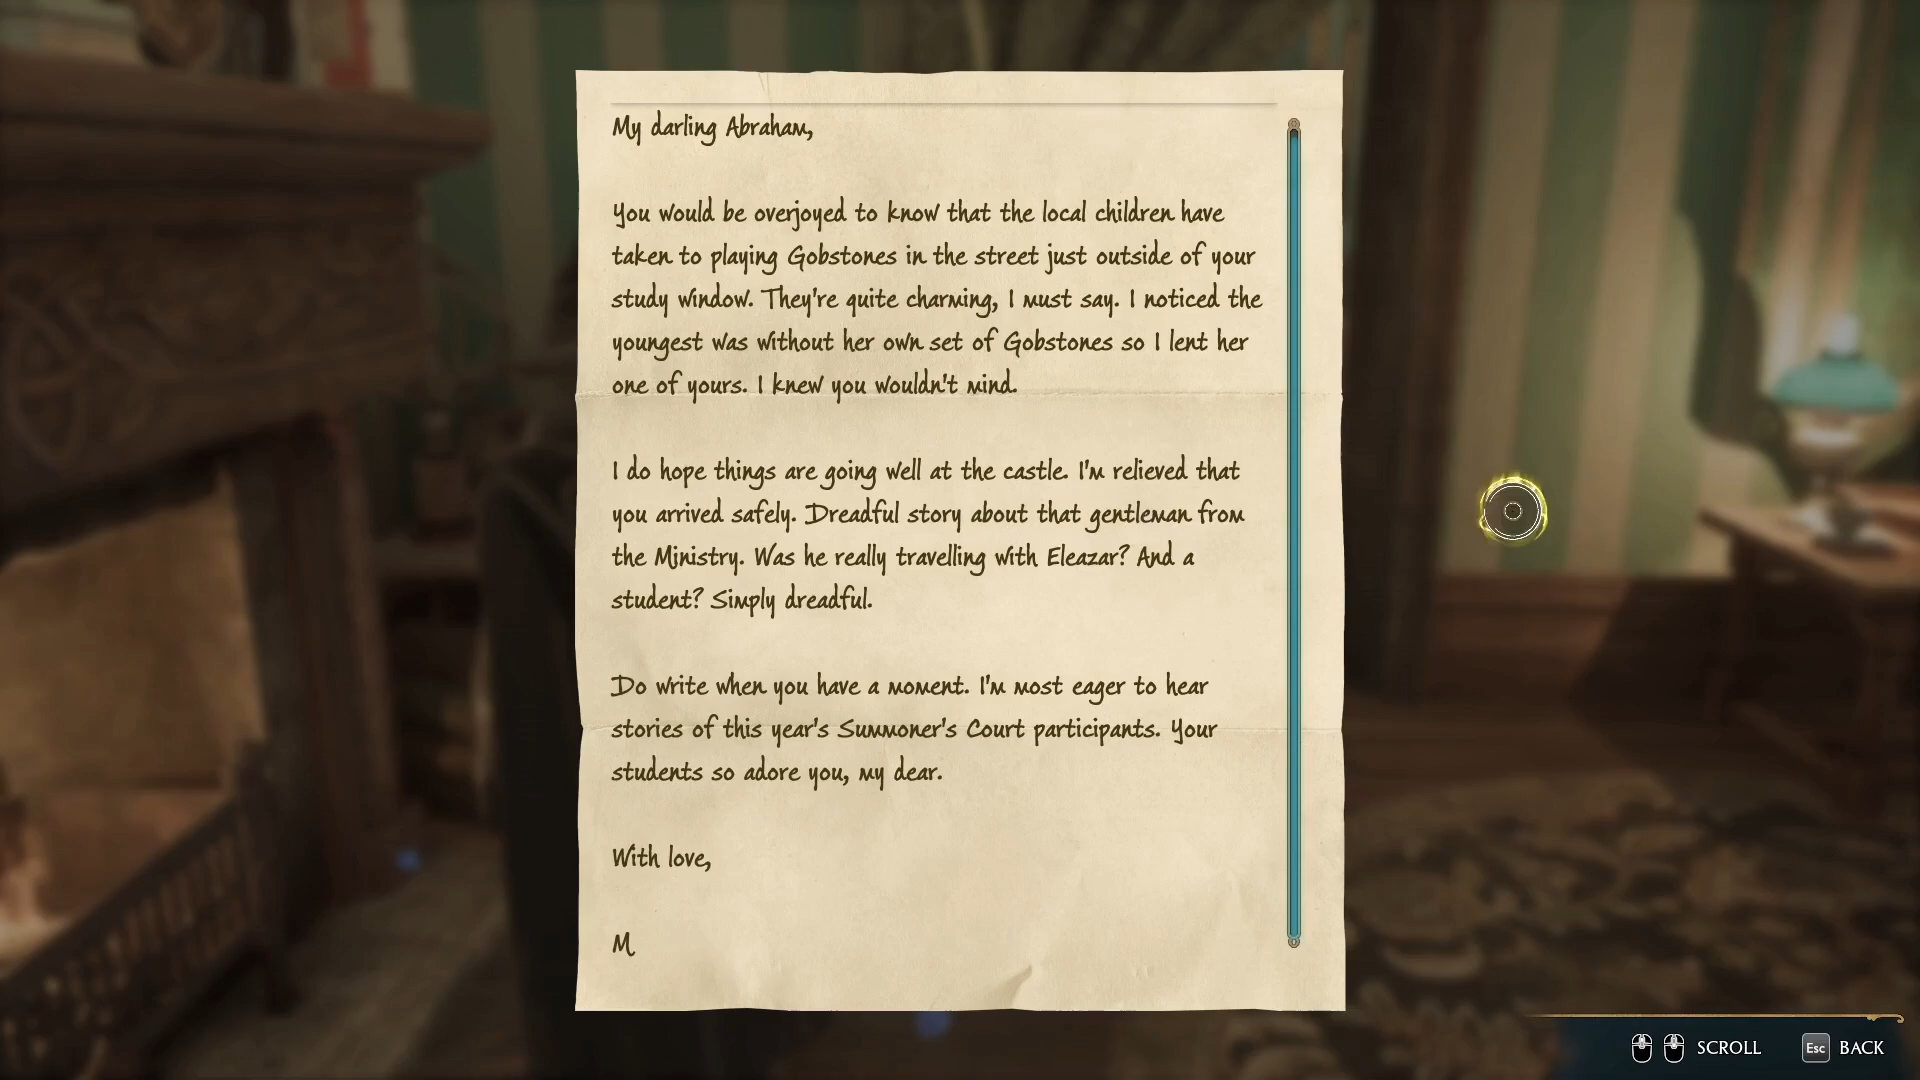 My darling Abraham,
You would be overjoyed to know that the local children have
taken to playing Gobstones in the street just outside of your
study window. They're quite charming, I must say. I noticed the
youngest was without her own set of Gobstones so I lent her
one of yours. I knew you wouldn't mind.
I do hope things are going well at the castle. I'm relieved that
you arrived safely. Dreadful story about that gentleman from
the Ministry. Was he really travelling with Eleazar? And a
student? Simply dreadful.
Do write when you have a moment. I'm most eager to hear
stories of this year's Summoner's Court participants. Your
students so adore you, my dear.
With love,
M
SCROLL Esc BACK